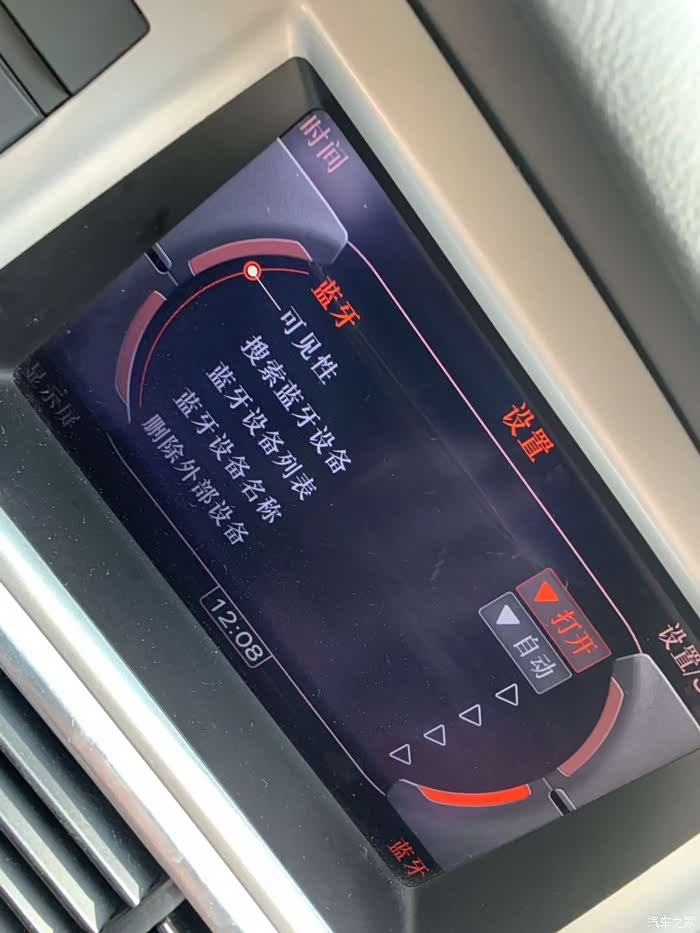 时间
设置
设置
蓝牙
打开
可见性
自动
搜索蓝牙设备
蓝牙设备列表
蓝牙设备名称
删除外部设备
显示屏
12:08
蓝牙
汽车之家